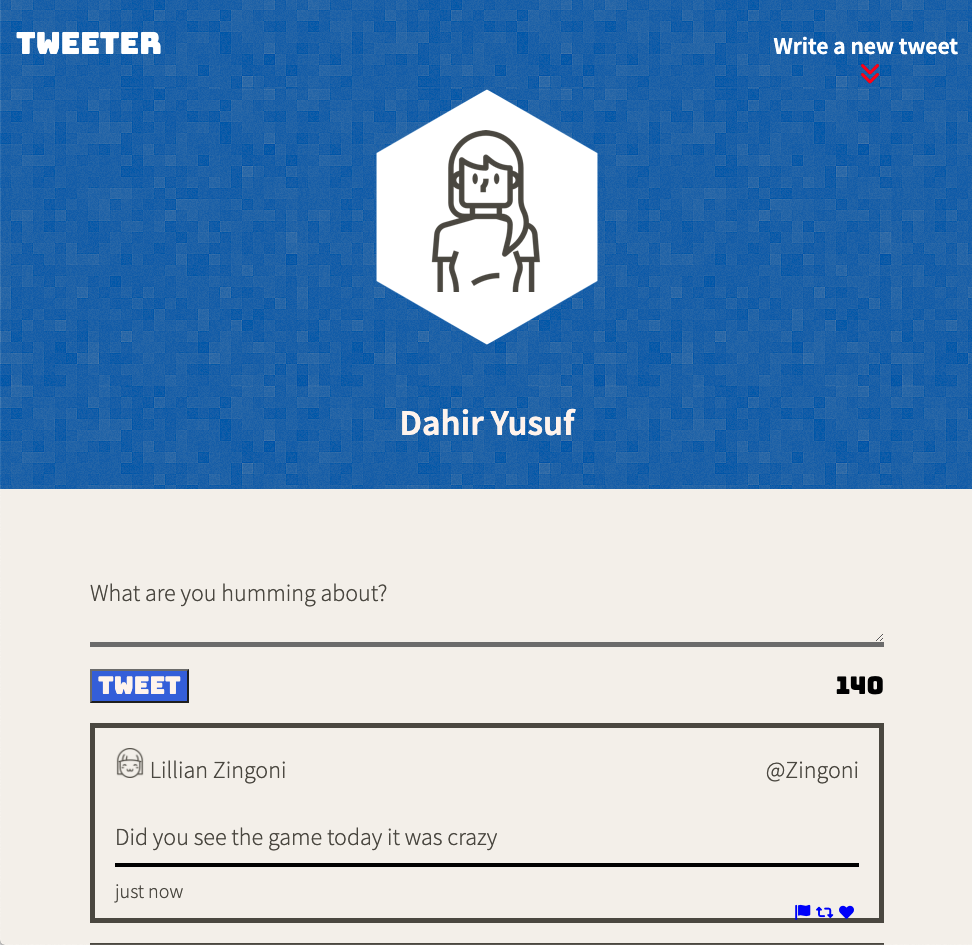 TWEETER
Write a new tweet
Dahir Yusuf
What are you humming about?
TWEET
140
Lillian Zingoni
@Zingoni
Did you see the game today it was crazy
just now